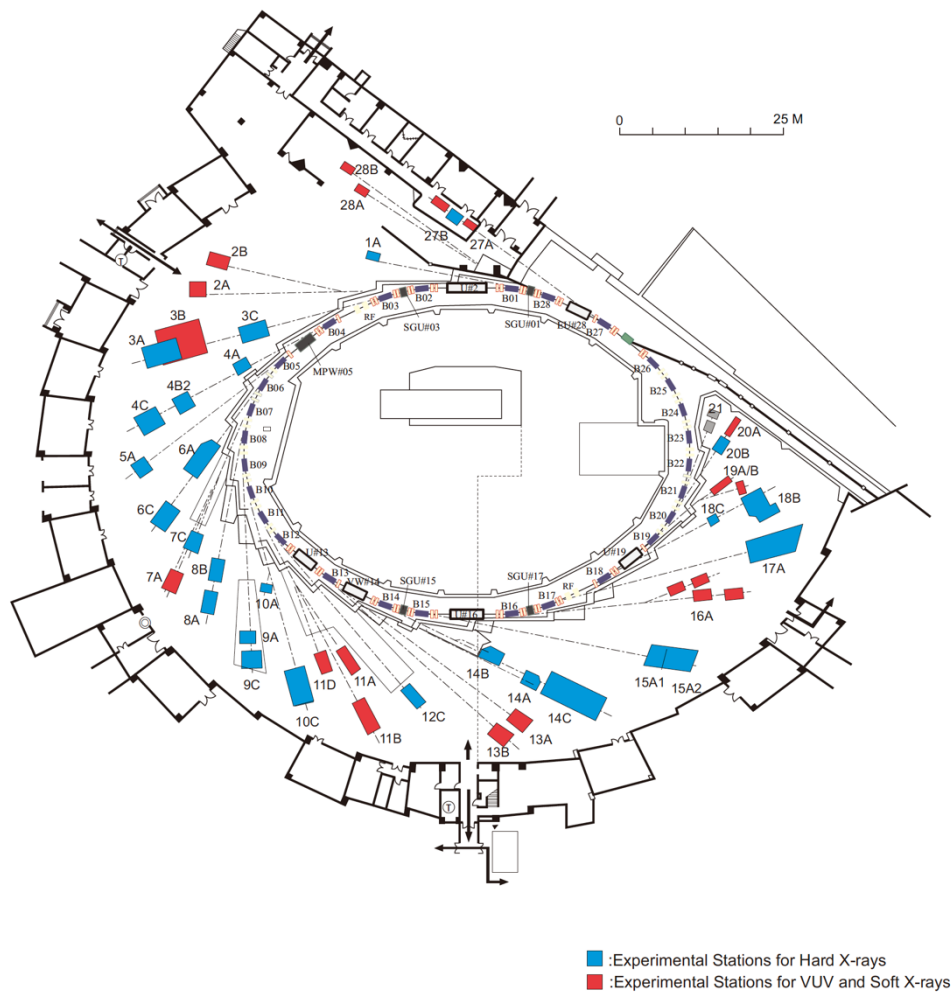 0 25 M
28B
28A
27B
27A
1A
2B
2A
U#2
B03
B02
B01
B28
RF
SGU#03
SGU#01
EU#28
B27
3B
3C
3A
B04
MPW#05
4A
B05
B26
4B2
4C
B06
B25
B07
B24
21
20A
6A
B08
B23
20B
5A
B09
B22
19A/B
B10
B21
18B
6C
B11
B20
18C
7C
B12
B19
17A
8B
U#13
U#19
7A
B13
VW#14
SGU#15
SGU#17
RF
B18
8A
10A
B14
B15
U#16
B16
B17
16A
9A
9C
11D
11A
14B
15A1
15A2
14A
10C
12C
14C
11B
13A
13B
T
T
:Experimental Stations for Hard X-rays
:Experimental Stations for VUV and Soft X-rays